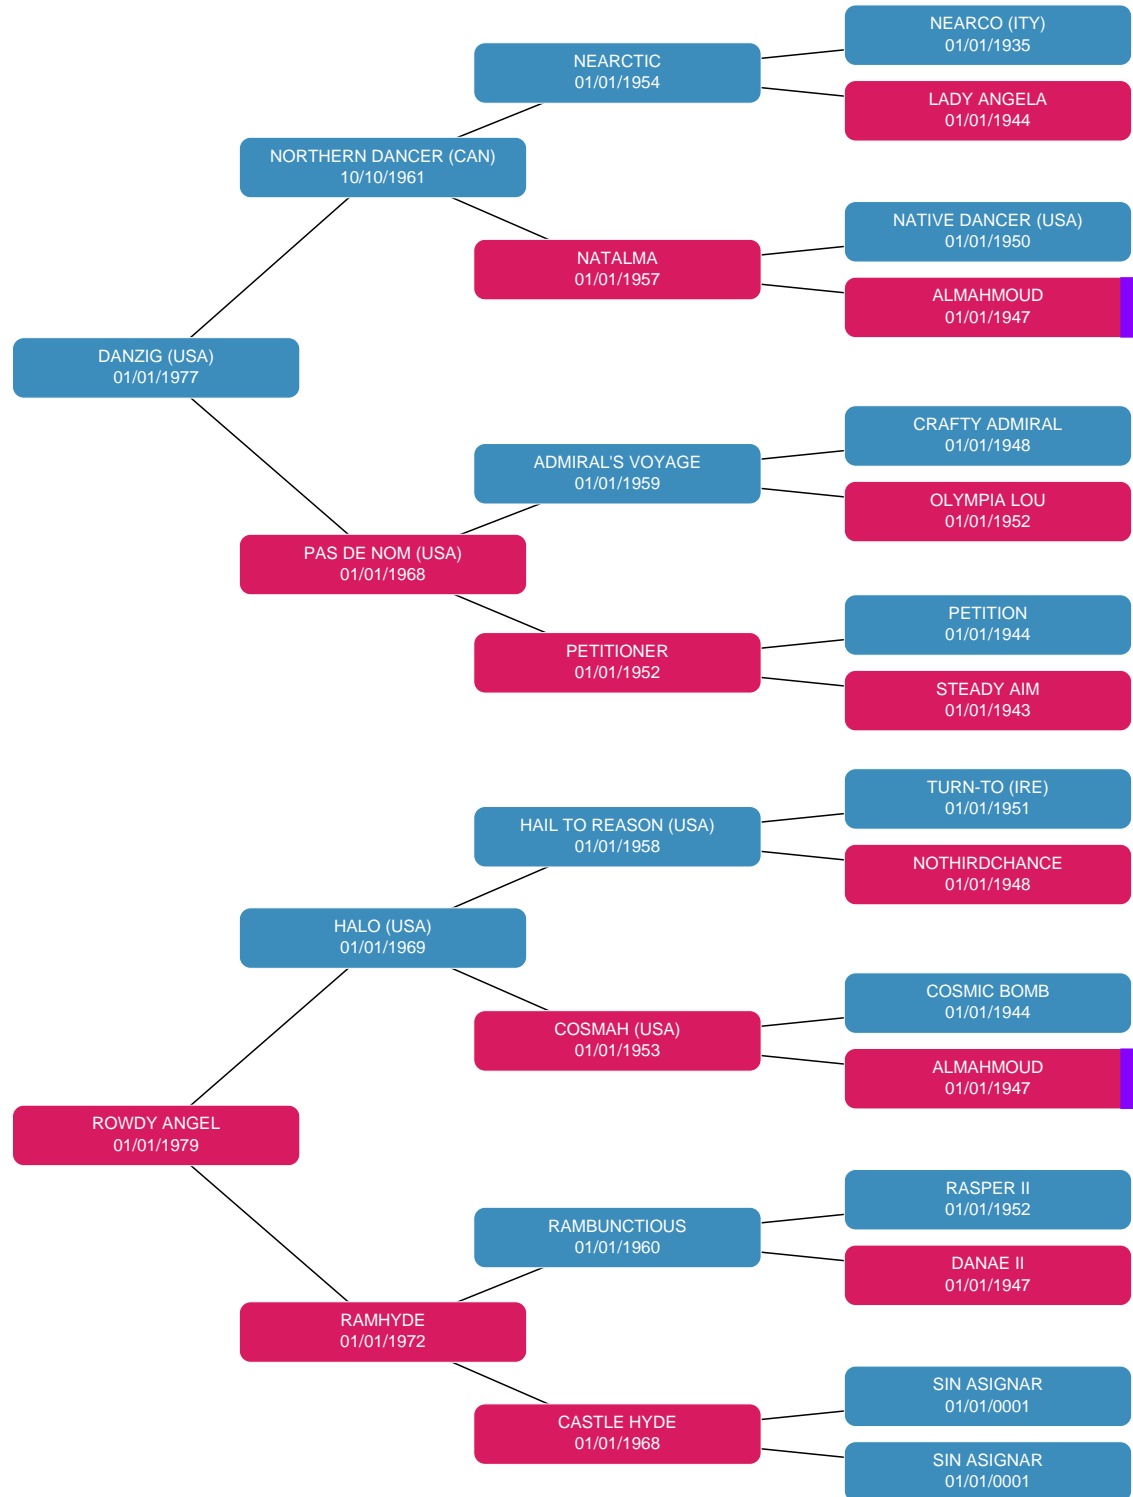 NEARCO (ITY)
01/01/1935
NEARCTIC
01/01/1954
LADY ANGELA
01/01/1944
NORTHERN DANCER (CAN)
10/10/1961
NATIVE DANCER (USA)
01/01/1950
NATALMA
01/01/1957
ALMAHMOUD
01/01/1947
DANZIG (USA)
01/01/1977
CRAFTY ADMIRAL
01/01/1948
ADMIRAL'S VOYAGE
01/01/1959
OLYMPIA LOU
01/01/1952
PAS DE NOM (USA)
01/01/1968
PETITION
01/01/1944
PETITIONER
01/01/1952
STEADY AIM
01/01/1943
TURN-TO (IRE)
01/01/1951
HAIL TO REASON (USA)
01/01/1958
NOTHIRDCHANCE
01/01/1948
HALO (USA)
01/01/1969
COSMIC BOMB
01/01/1944
COSMAH (USA)
01/01/1953
ALMAHMOUD
01/01/1947
ROWDY ANGEL
01/01/1979
RASPER II
01/01/1952
RAMBUNCTIOUS
01/01/1960
DANAE II
01/01/1947
RAMHYDE
01/01/1972
SIN ASIGNAR
01/01/0001
CASTLE HYDE
01/01/1968
SIN ASIGNAR
01/01/0001